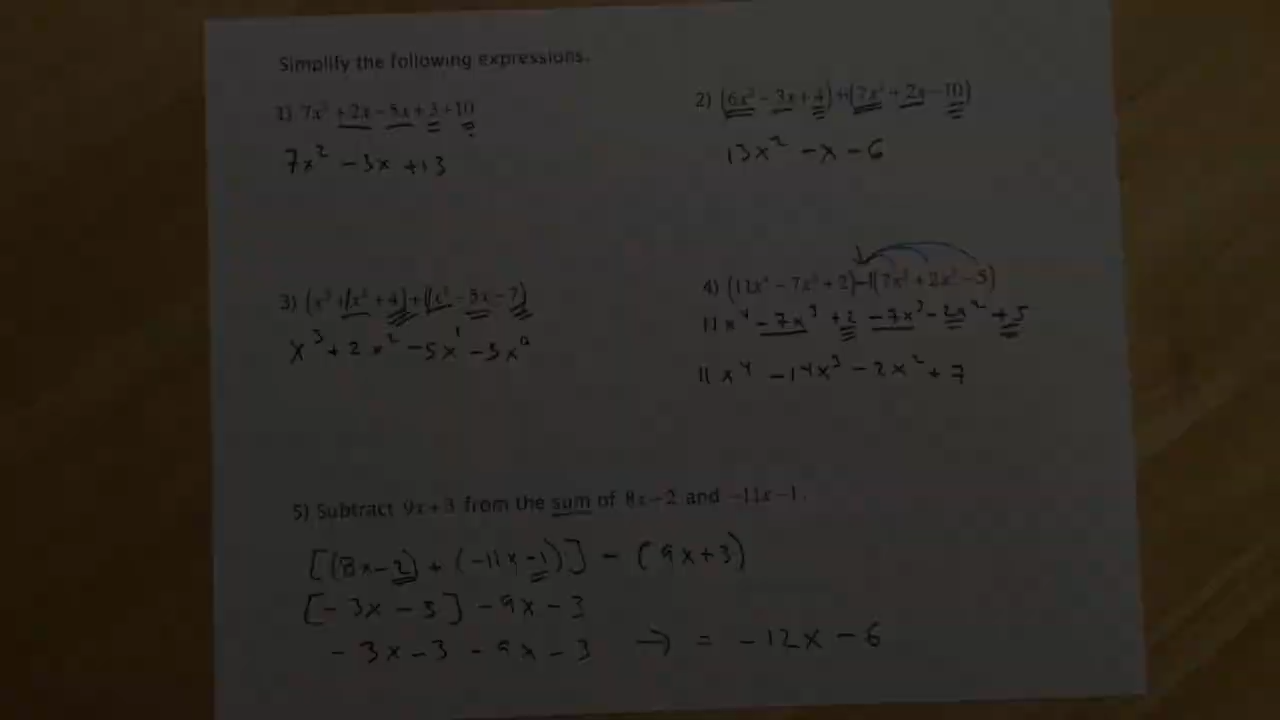 Simplify the following expressions.
1) 7x² + 2x − 5x + 3 + 10
7x² − 3x + 13
2) (6x² − 3x + 4) + (7x² + 2x − 10)
13x² − x − 6
3) (x³ + 1x² + 4) + (1x² − 5x − 7)
x³ + 2x² − 5x¹ − 3x⁰
4) (11x⁴ − 7x³ + 2) − 1(7x³ + 2x² − 5)
11x⁴ − 7x³ + 2 − 7x³ − 2x² + 5
11x⁴ − 14x³ − 2x² + 7
5) Subtract 9x + 3 from the sum of 8x − 2 and −11x − 1.
[(8x − 2) + (−11x − 1)] − (9x + 3)
[− 3x − 3] − 9x − 3
− 3x − 3 − 9x − 3 → = −12x − 6